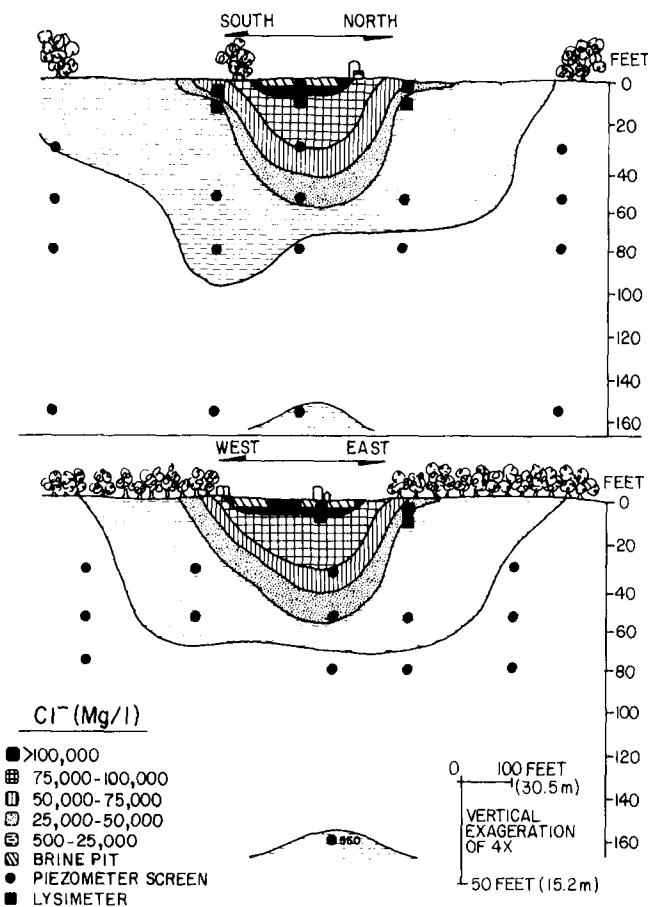 SOUTH NORTH
FEET
0
20
40
60
80
100
120
140
160
WEST EAST
FEET
0
20
40
60
80
100
120
140
160
550
Cl⁻ (Mg/l)
>100,000
75,000-100,000
50,000-75,000
25,000-50,000
500-25,000
BRINE PIT
PIEZOMETER SCREEN
LYSIMETER
0 100 FEET
(30.5m)
VERTICAL
EXAGERATION
OF 4X
50 FEET (15.2m)